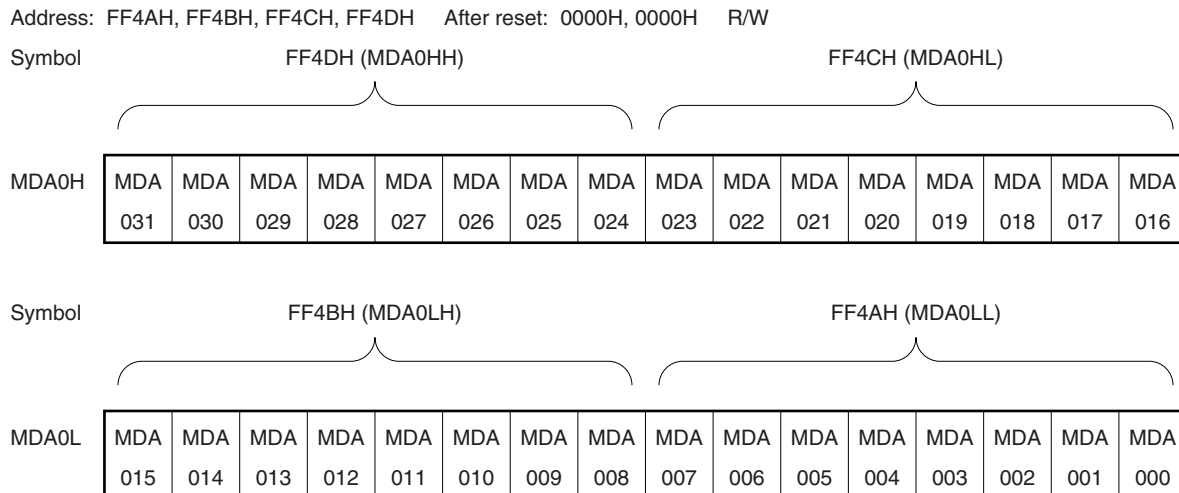 Address: FF4AH, FF4BH, FF4CH, FF4DH After reset: 0000H, 0000H R/W
Symbol FF4DH (MDA0HH) FF4CH (MDA0HL)
MDA0H MDA MDA MDA MDA MDA MDA MDA MDA MDA MDA MDA MDA MDA MDA MDA MDA
031 030 029 028 027 026 025 024 023 022 021 020 019 018 017 016
Symbol FF4BH (MDA0LH) FF4AH (MDA0LL)
MDA0L MDA MDA MDA MDA MDA MDA MDA MDA MDA MDA MDA MDA MDA MDA MDA MDA
015 014 013 012 011 010 009 008 007 006 005 004 003 002 001 000